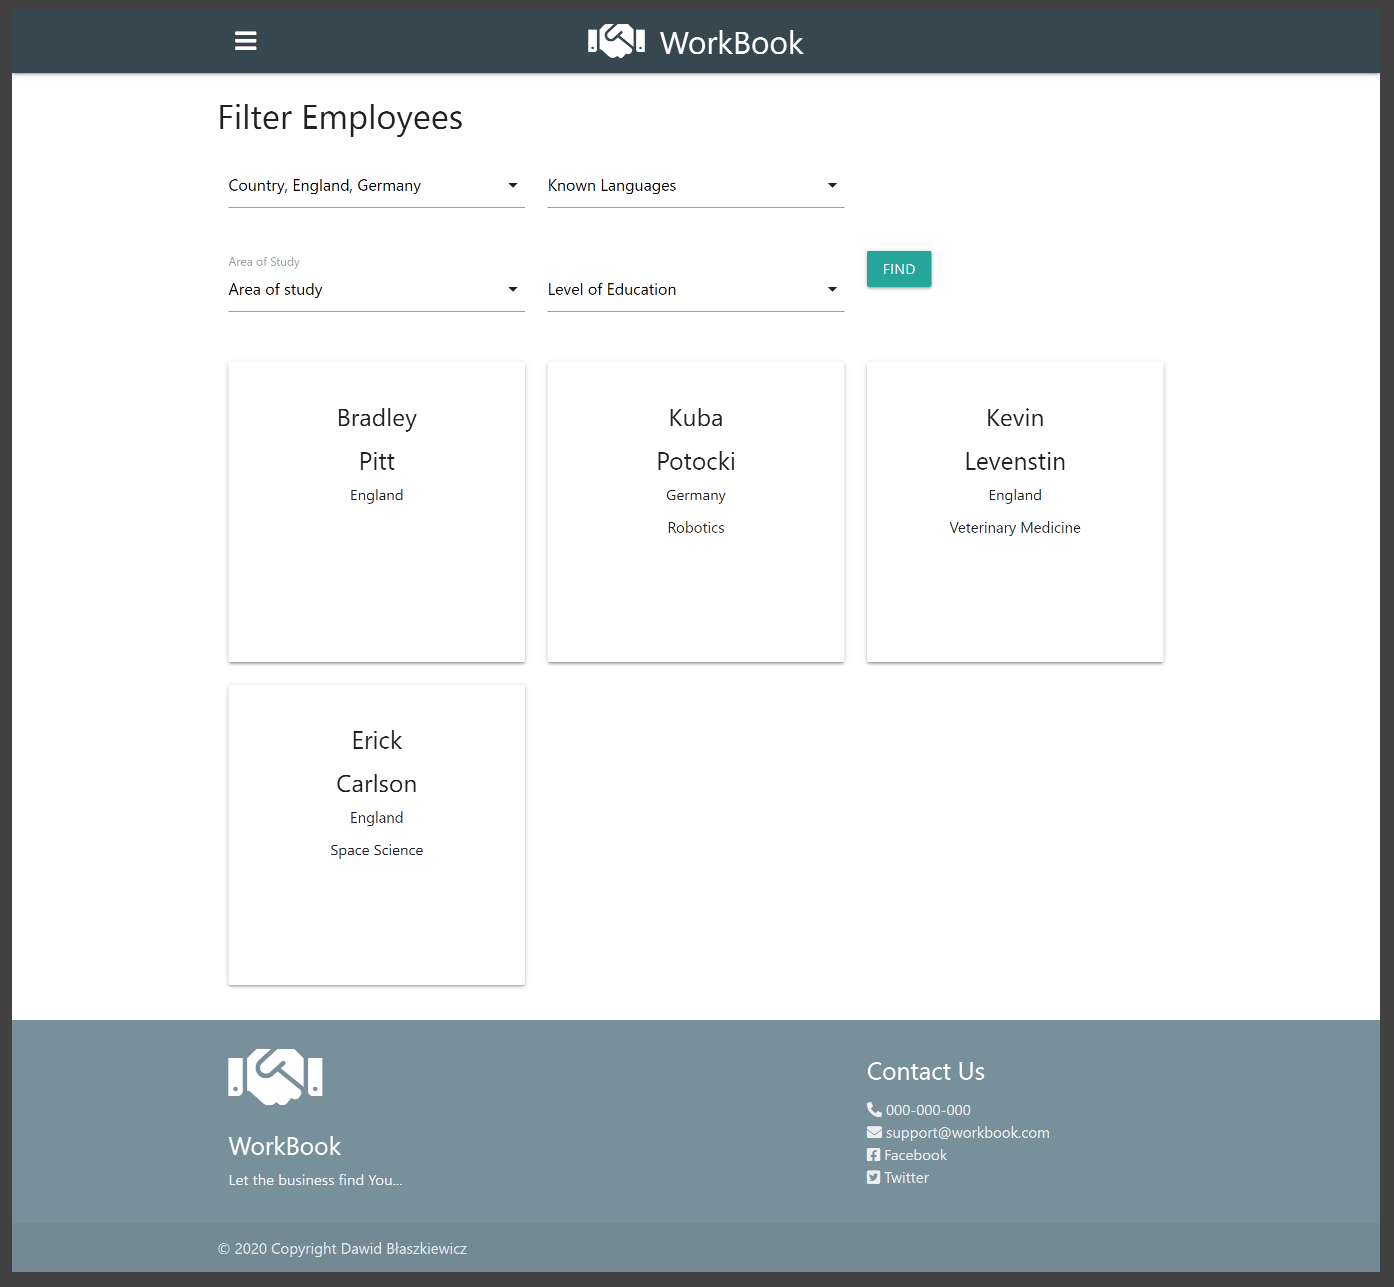 WorkBook
Filter Employees
Country, England, Germany
Known Languages
Area of Study
Area of study
Level of Education
FIND
Bradley
Pitt
England
Kuba
Potocki
Germany
Robotics
Kevin
Levenstin
England
Veterinary Medicine
Erick
Carlson
England
Space Science
WorkBook
Let the business find You...
Contact Us
000-000-000
support@workbook.com
Facebook
Twitter
© 2020 Copyright Dawid Błaszkiewicz